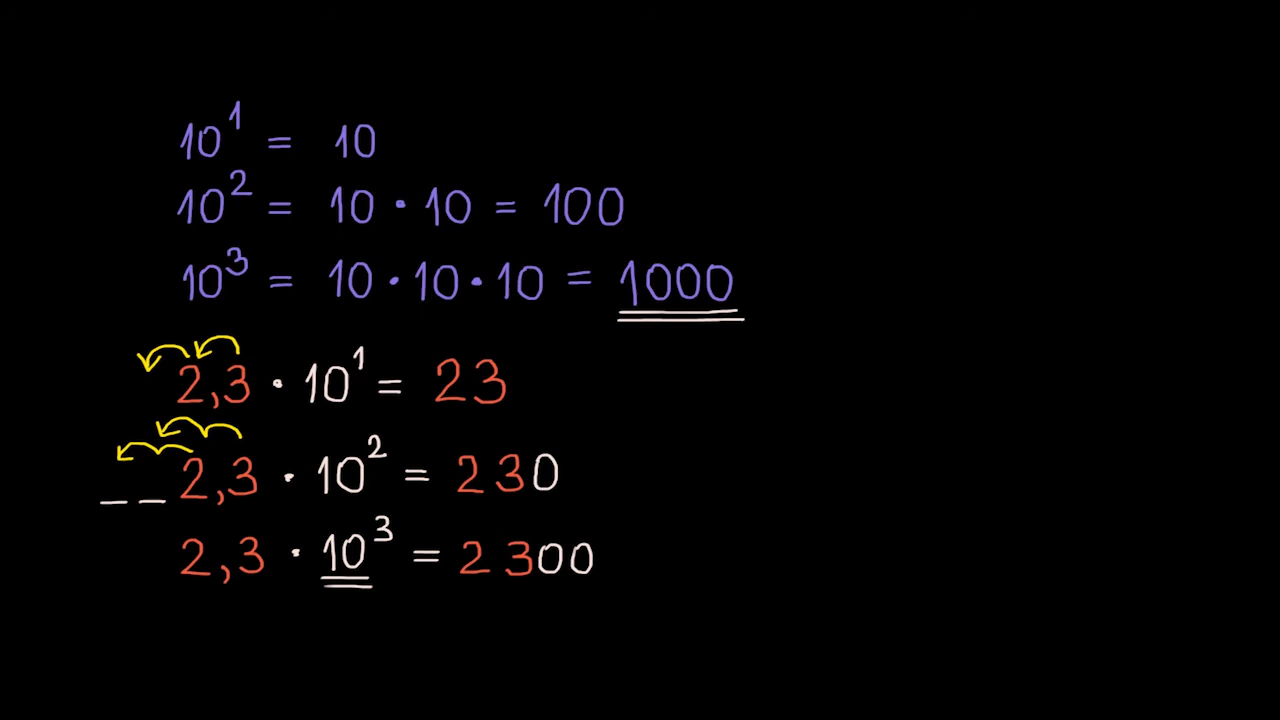 10¹ = 10
10² = 10 · 10 = 100
10³ = 10 · 10 · 10 = 1000
2,3 · 10¹ = 23
_ _ 2,3 · 10² = 230
2,3 · 10³ = 2300